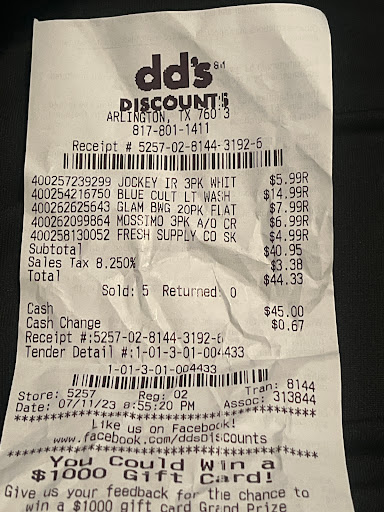 dd's SM
DISCOUNTS
ARLINGTON, TX 76013
817-801-1411
Receipt # 5257-02-8144-3192-6
400257239299 JOCKEY IR 3PK WHIT $5.99R
400254216750 BLUE CULT LT WASH $14.99R
400262625643 GLAM BWG 20PK FLAT $7.99R
400262099864 MOSSIMO 3PK A/O CR $6.99R
400258130052 FRESH SUPPLY CO SK $4.99R
Subtotal $40.95
Sales Tax 8.250% $3.38
Total $44.33
Sold: 5 Returned: 0
Cash $45.00
Cash Change $0.67
Receipt #:5257-02-8144-3192-6
Tender Detail #:1-01-3-01-004433
1-01-3-01-004433
Store: 5257 Reg: 02 Tran: 8144
Date: 07/11/23 8:55:20 PM Assoc: 313844
****************************************
Like us on Facebook!
www.facebook.com/ddsDISCounts
****************************************
You Could Win a
$1000 Gift Card!
Give us your feedback for the chance to
win a $1000 gift card Grand Prize